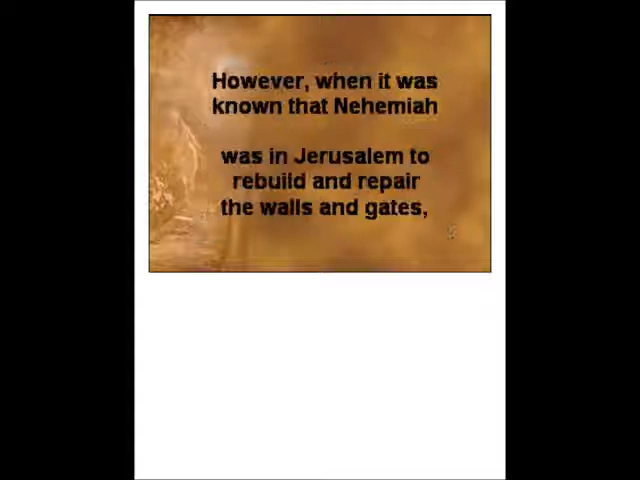 However, when it was
known that Nehemiah
was in Jerusalem to
rebuild and repair
the walls and gates,